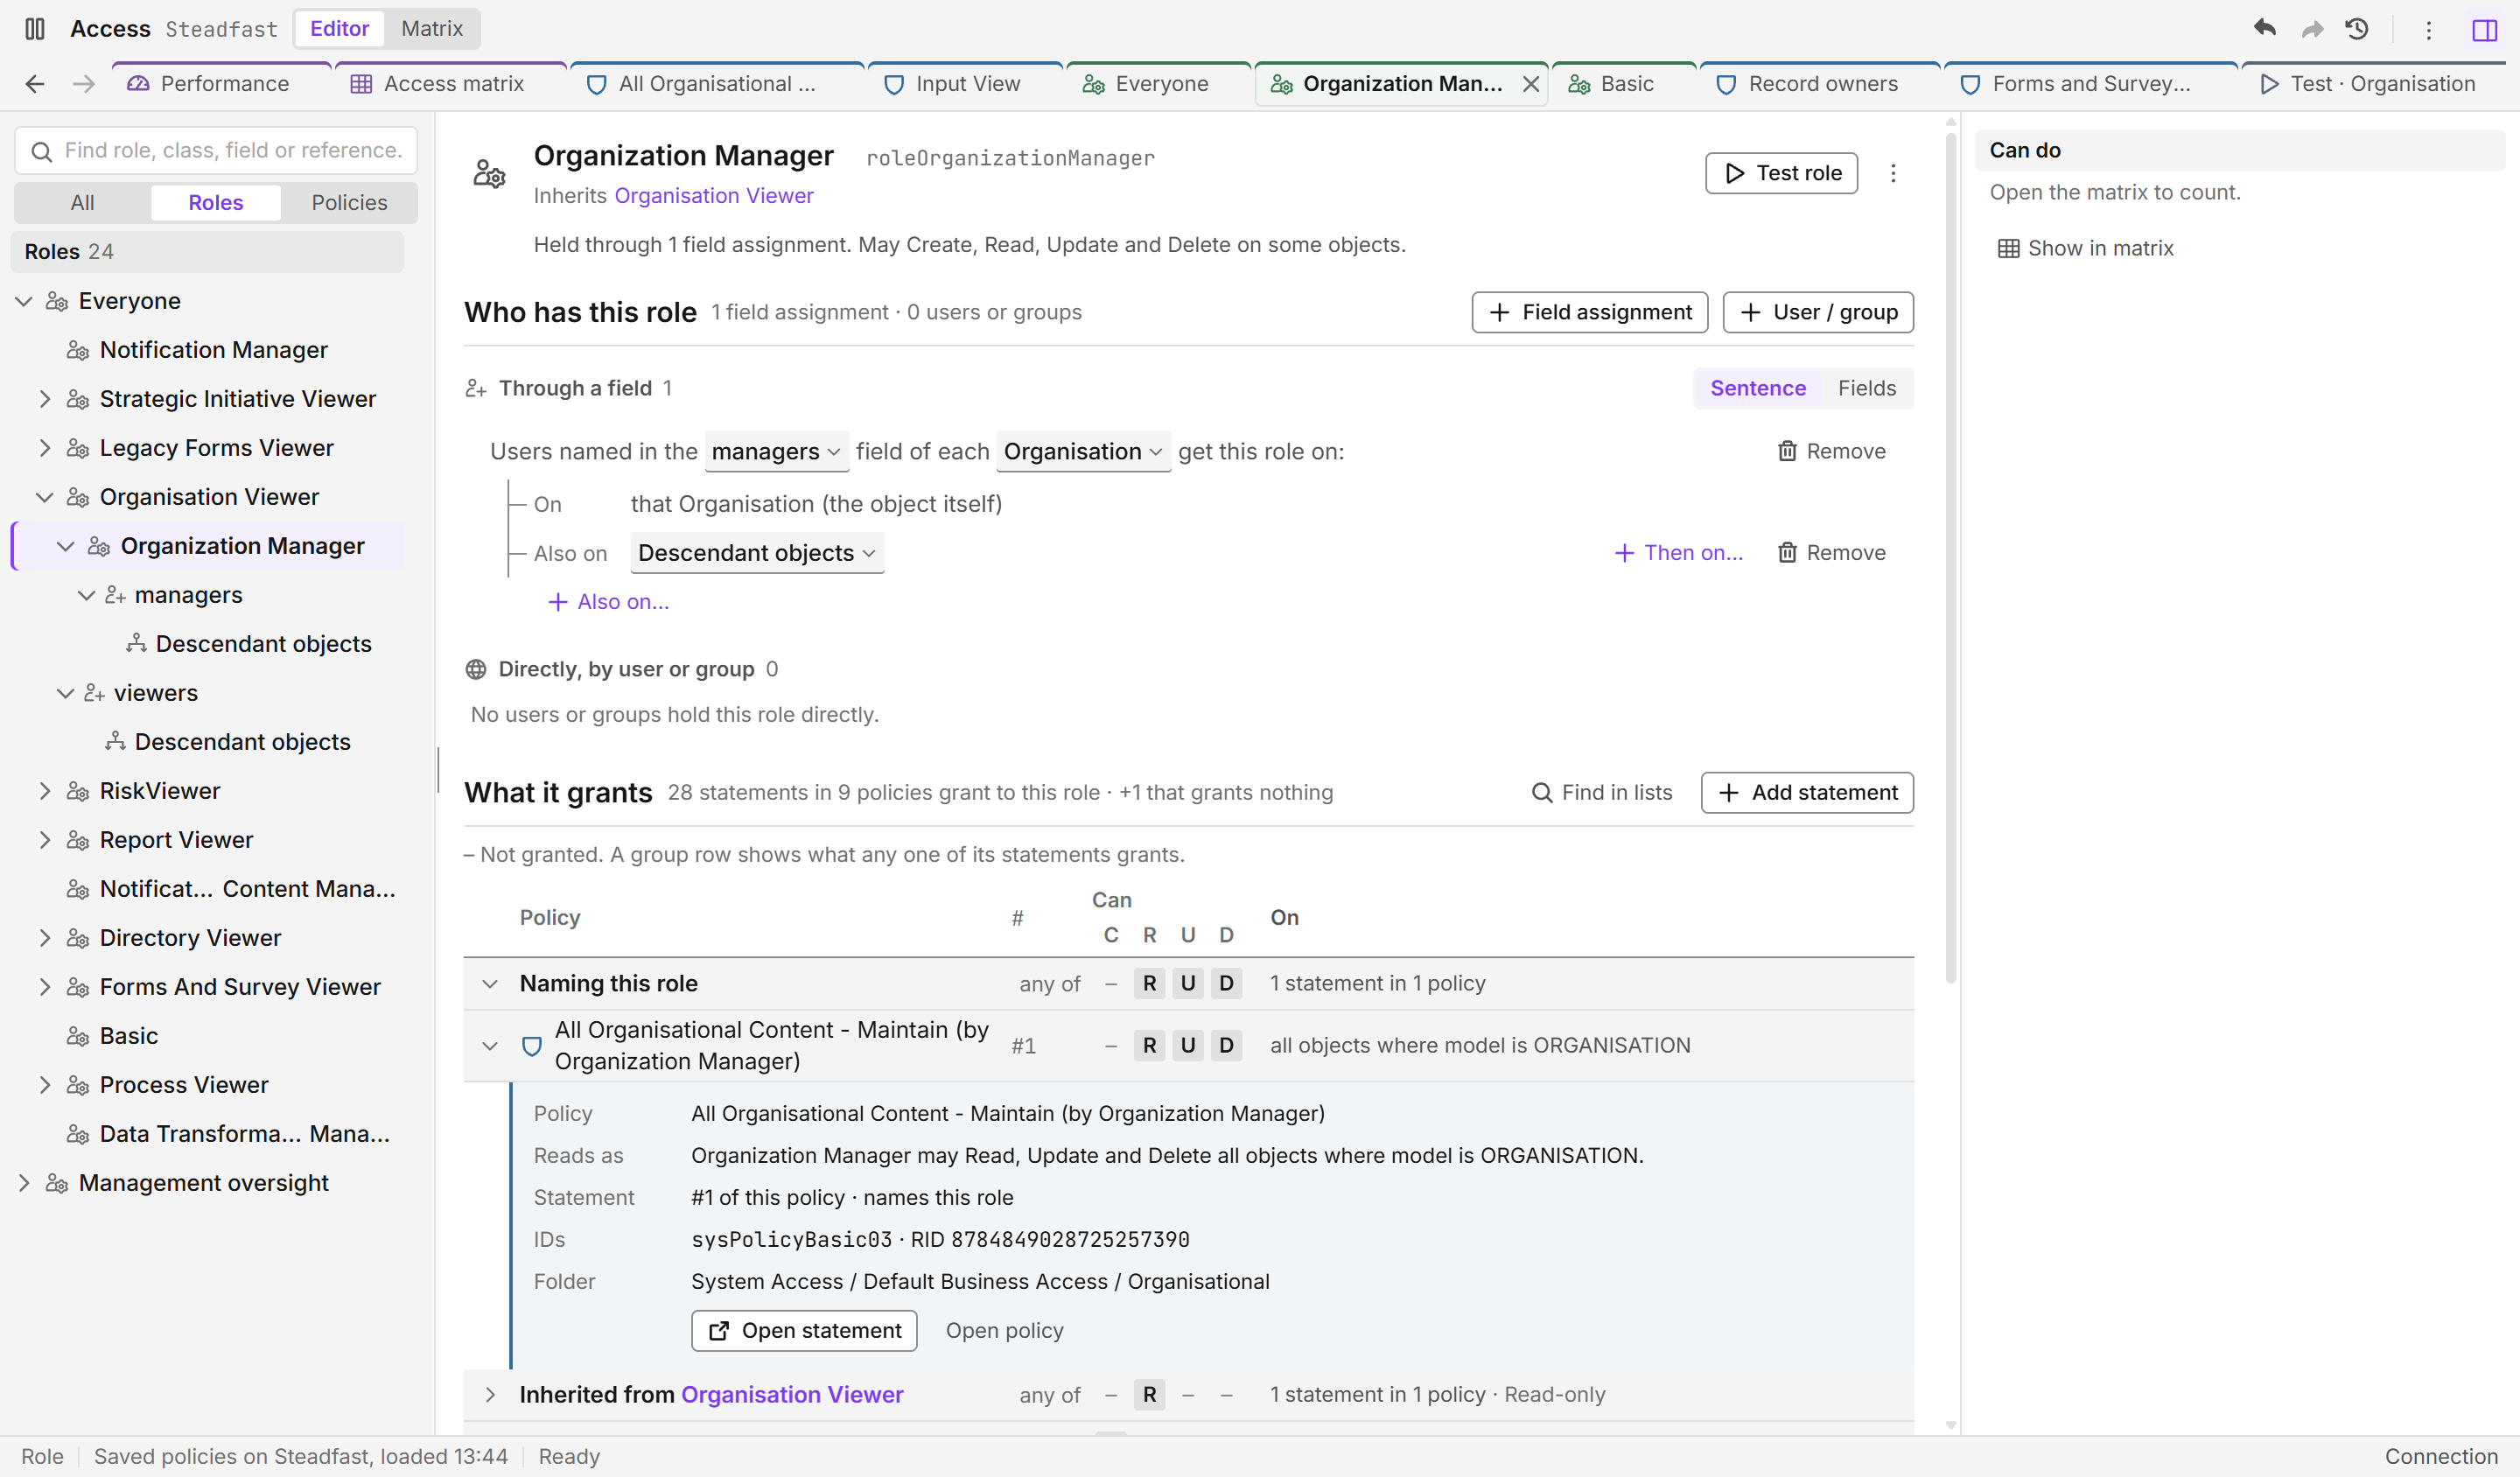 Access Steadfast Editor Matrix
Performance Access matrix All Organisational ... Input View Everyone Organization Man... Basic Record owners Forms and Survey... Test · Organisation
Find role, class, field or reference.
All Roles Policies
Roles 24
Everyone
Notification Manager
Strategic Initiative Viewer
Legacy Forms Viewer
Organisation Viewer
Organization Manager
managers
Descendant objects
viewers
Descendant objects
RiskViewer
Report Viewer
Notificat... Content Mana...
Directory Viewer
Forms And Survey Viewer
Basic
Process Viewer
Data Transforma... Mana...
Management oversight
Organization Manager roleOrganizationManager
Inherits Organisation Viewer
Test role
Held through 1 field assignment. May Create, Read, Update and Delete on some objects.
Who has this role 1 field assignment · 0 users or groups
Field assignment User / group
Through a field 1
Sentence Fields
Users named in the managers field of each Organisation get this role on:
Remove
On that Organisation (the object itself)
Also on Descendant objects
Then on... Remove
Also on...
Directly, by user or group 0
No users or groups hold this role directly.
What it grants 28 statements in 9 policies grant to this role · +1 that grants nothing
Find in lists Add statement
– Not granted. A group row shows what any one of its statements grants.
Policy # Can On
C R U D
Naming this role any of – R U D 1 statement in 1 policy
All Organisational Content - Maintain (by
Organization Manager) #1 – R U D all objects where model is ORGANISATION
Policy All Organisational Content - Maintain (by Organization Manager)
Reads as Organization Manager may Read, Update and Delete all objects where model is ORGANISATION.
Statement #1 of this policy · names this role
IDs sysPolicyBasic03 · RID 8784849028725257390
Folder System Access / Default Business Access / Organisational
Open statement Open policy
Inherited from Organisation Viewer any of – R – – 1 statement in 1 policy · Read-only
Can do
Open the matrix to count.
Show in matrix
Role Saved policies on Steadfast, loaded 13:44 Ready
Connection